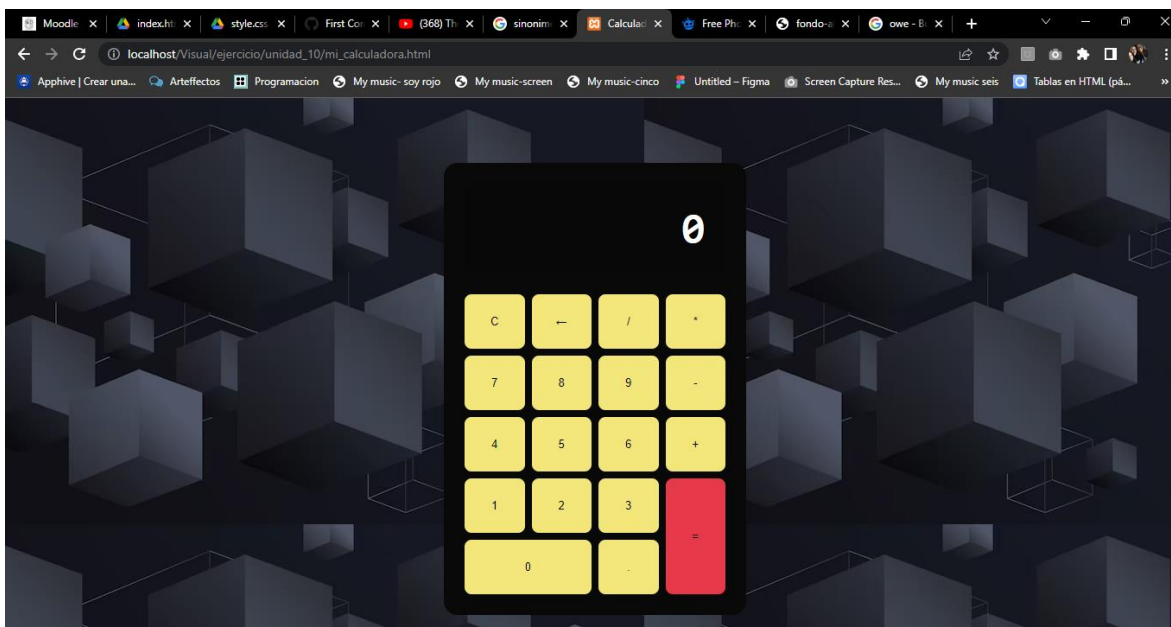 Moodle index.ht style.css First Cor (368) Th sinonim Calculad Free Pho fondo-a owe - Bu
localhost/Visual/ejercicio/unidad_10/mi_calculadora.html
Apphive | Crear una... Arteffectos Programacion My music- soy rojo My music-screen My music-cinco Untitled – Figma Screen Capture Res... My music seis Tablas en HTML (pá... »
0
C ← / *
7 8 9 -
4 5 6 +
1 2 3
=
0 .